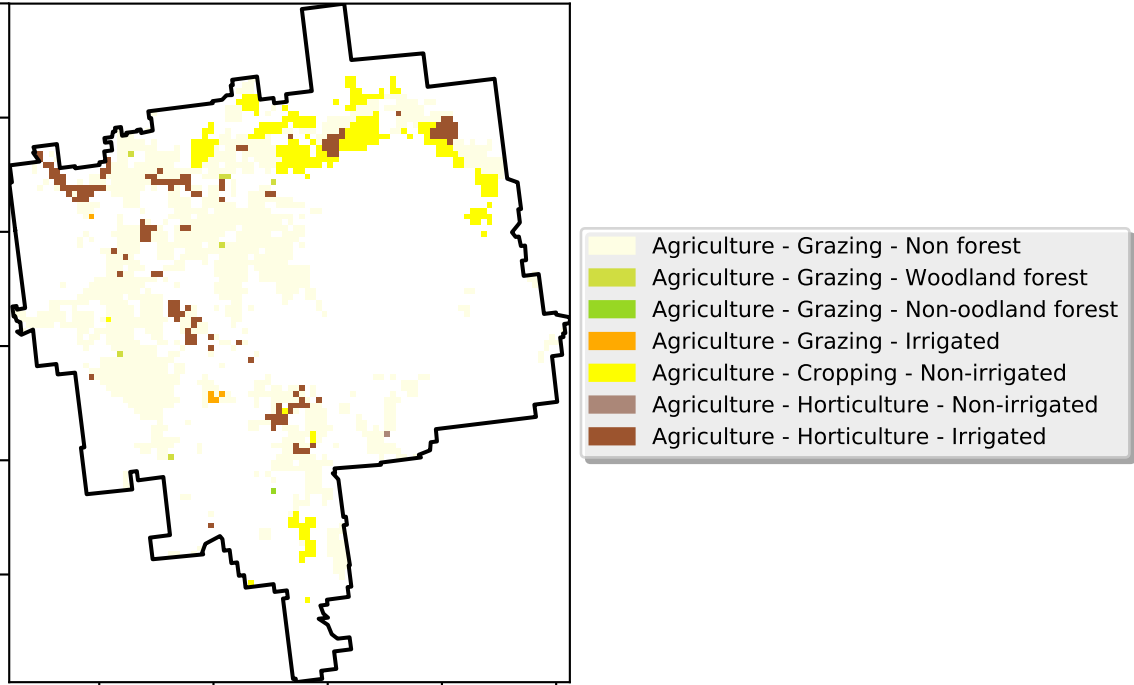 Agriculture - Grazing - Non forest
Agriculture - Grazing - Woodland forest
Agriculture - Grazing - Non-oodland forest
Agriculture - Grazing - Irrigated
Agriculture - Cropping - Non-irrigated
Agriculture - Horticulture - Non-irrigated
Agriculture - Horticulture - Irrigated